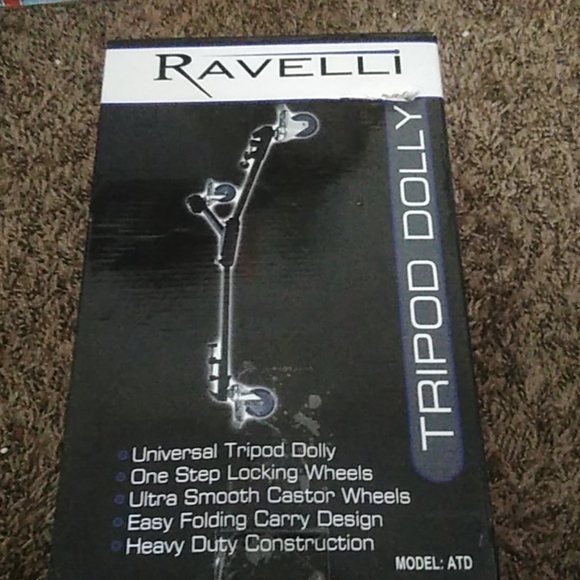 RAVELLI
TRIPOD DOLLY
Universal Tripod Dolly
One Step Locking Wheels
Ultra Smooth Castor Wheels
Easy Folding Carry Design
Heavy Duty Construction
MODEL: ATD